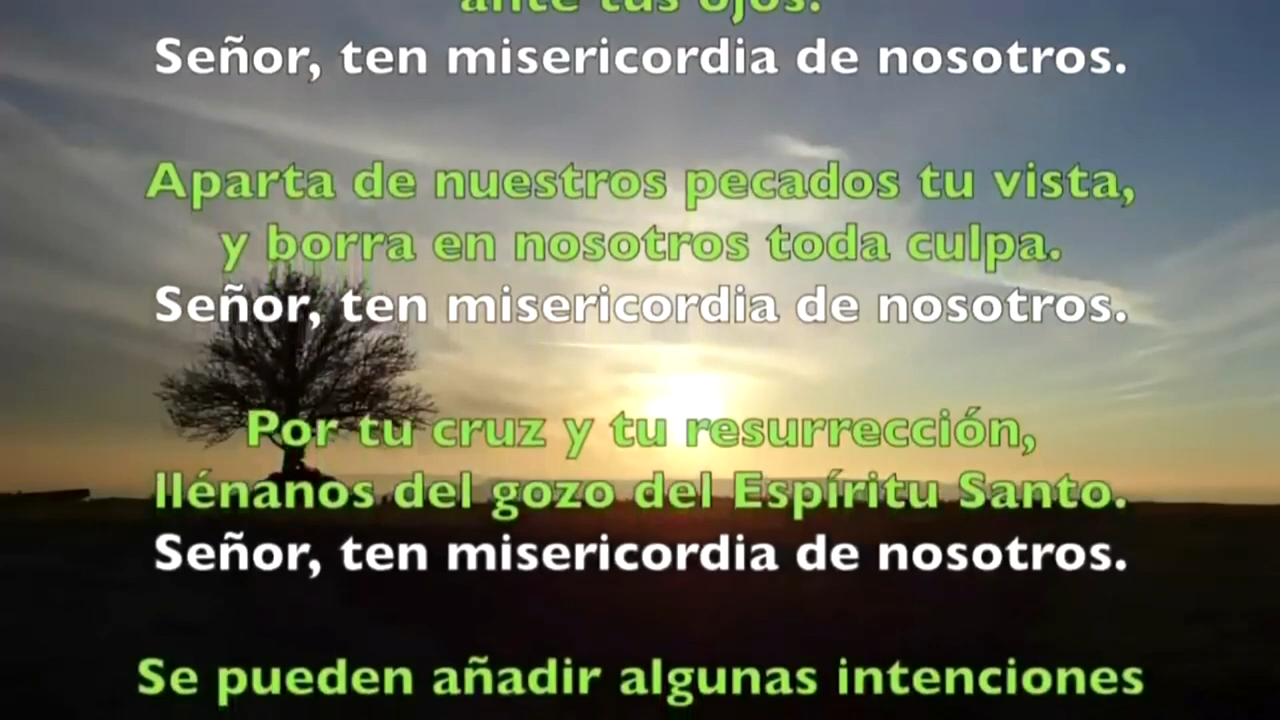 ante tus ojos.
Señor, ten misericordia de nosotros.
Aparta de nuestros pecados tu vista,
y borra en nosotros toda culpa.
Señor, ten misericordia de nosotros.
Por tu cruz y tu resurrección,
llénanos del gozo del Espíritu Santo.
Señor, ten misericordia de nosotros.
Se pueden añadir algunas intenciones